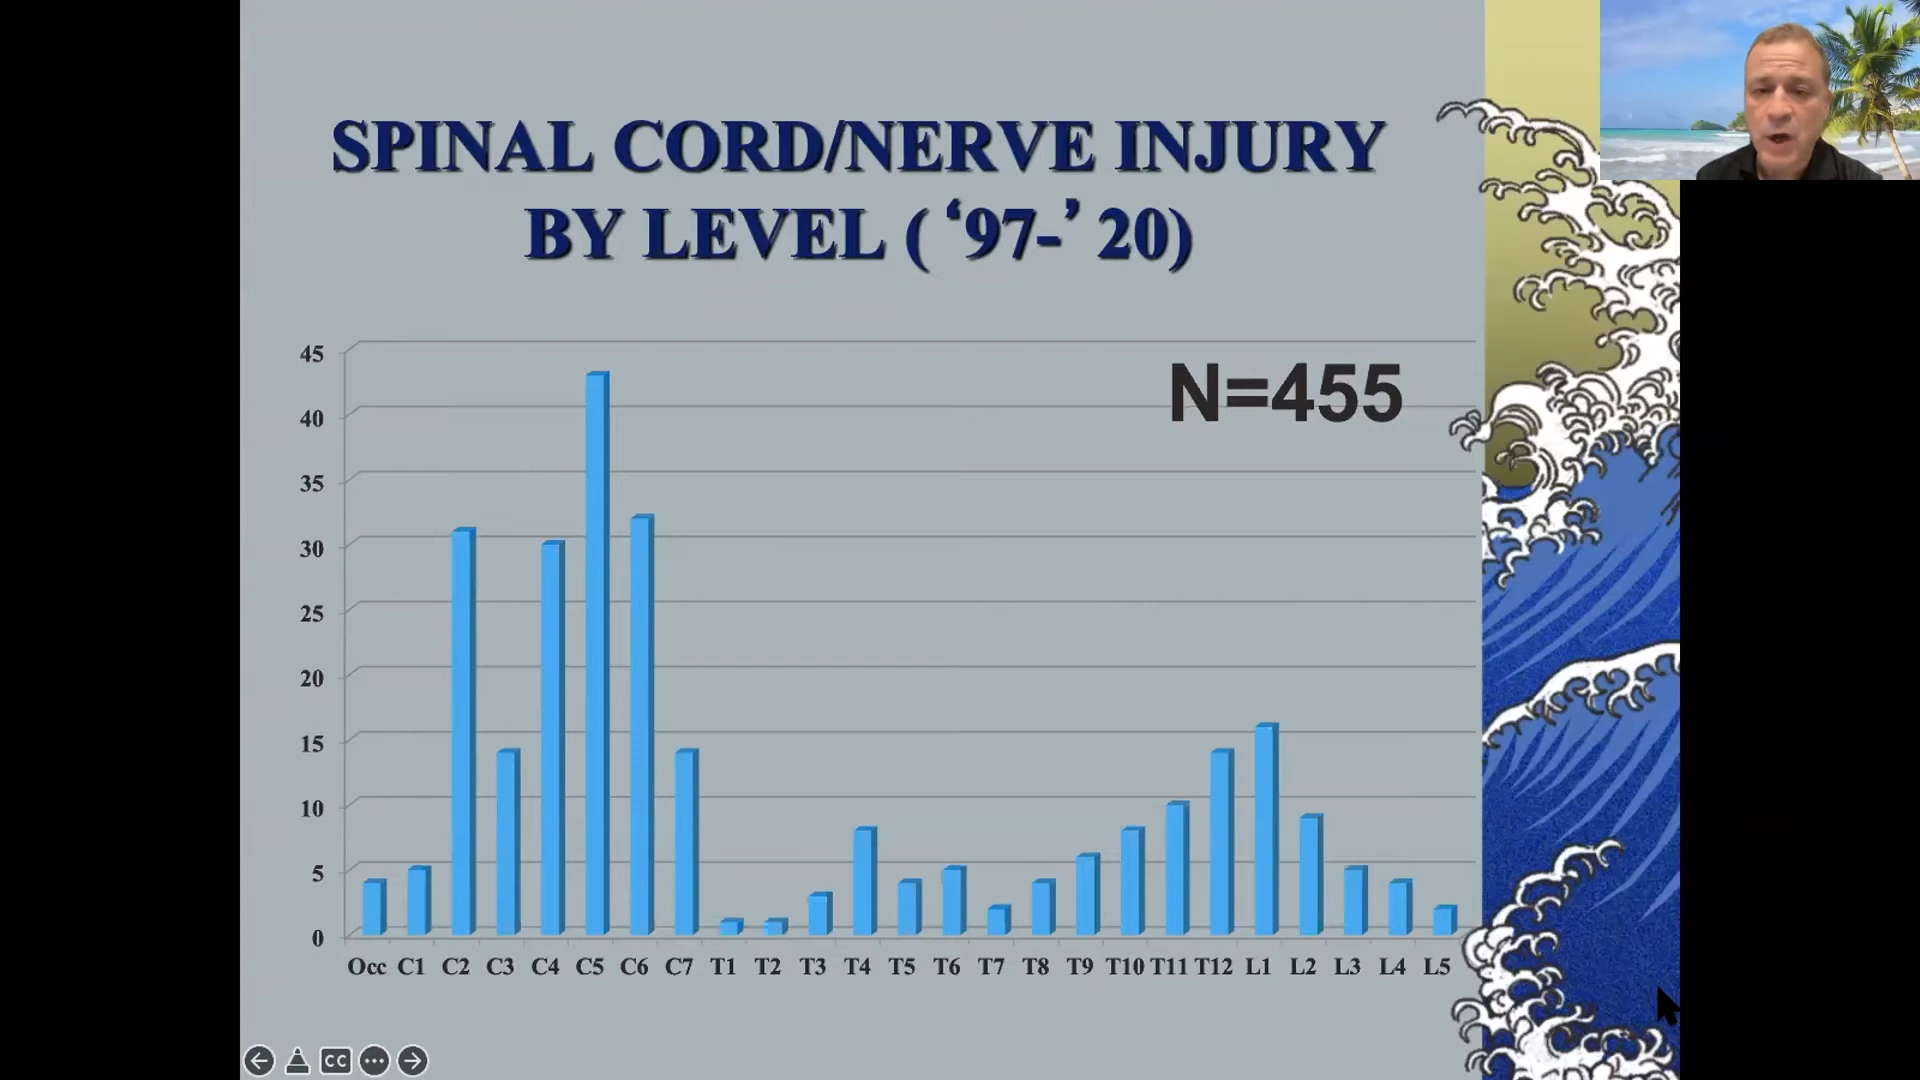 SPINAL CORD/NERVE INJURY
BY LEVEL ( ‘97-’ 20)
N=455
45
40
35
30
25
20
15
10
5
0
Occ C1 C2 C3 C4 C5 C6 C7 T1 T2 T3 T4 T5 T6 T7 T8 T9 T10 T11 T12 L1 L2 L3 L4 L5
CC